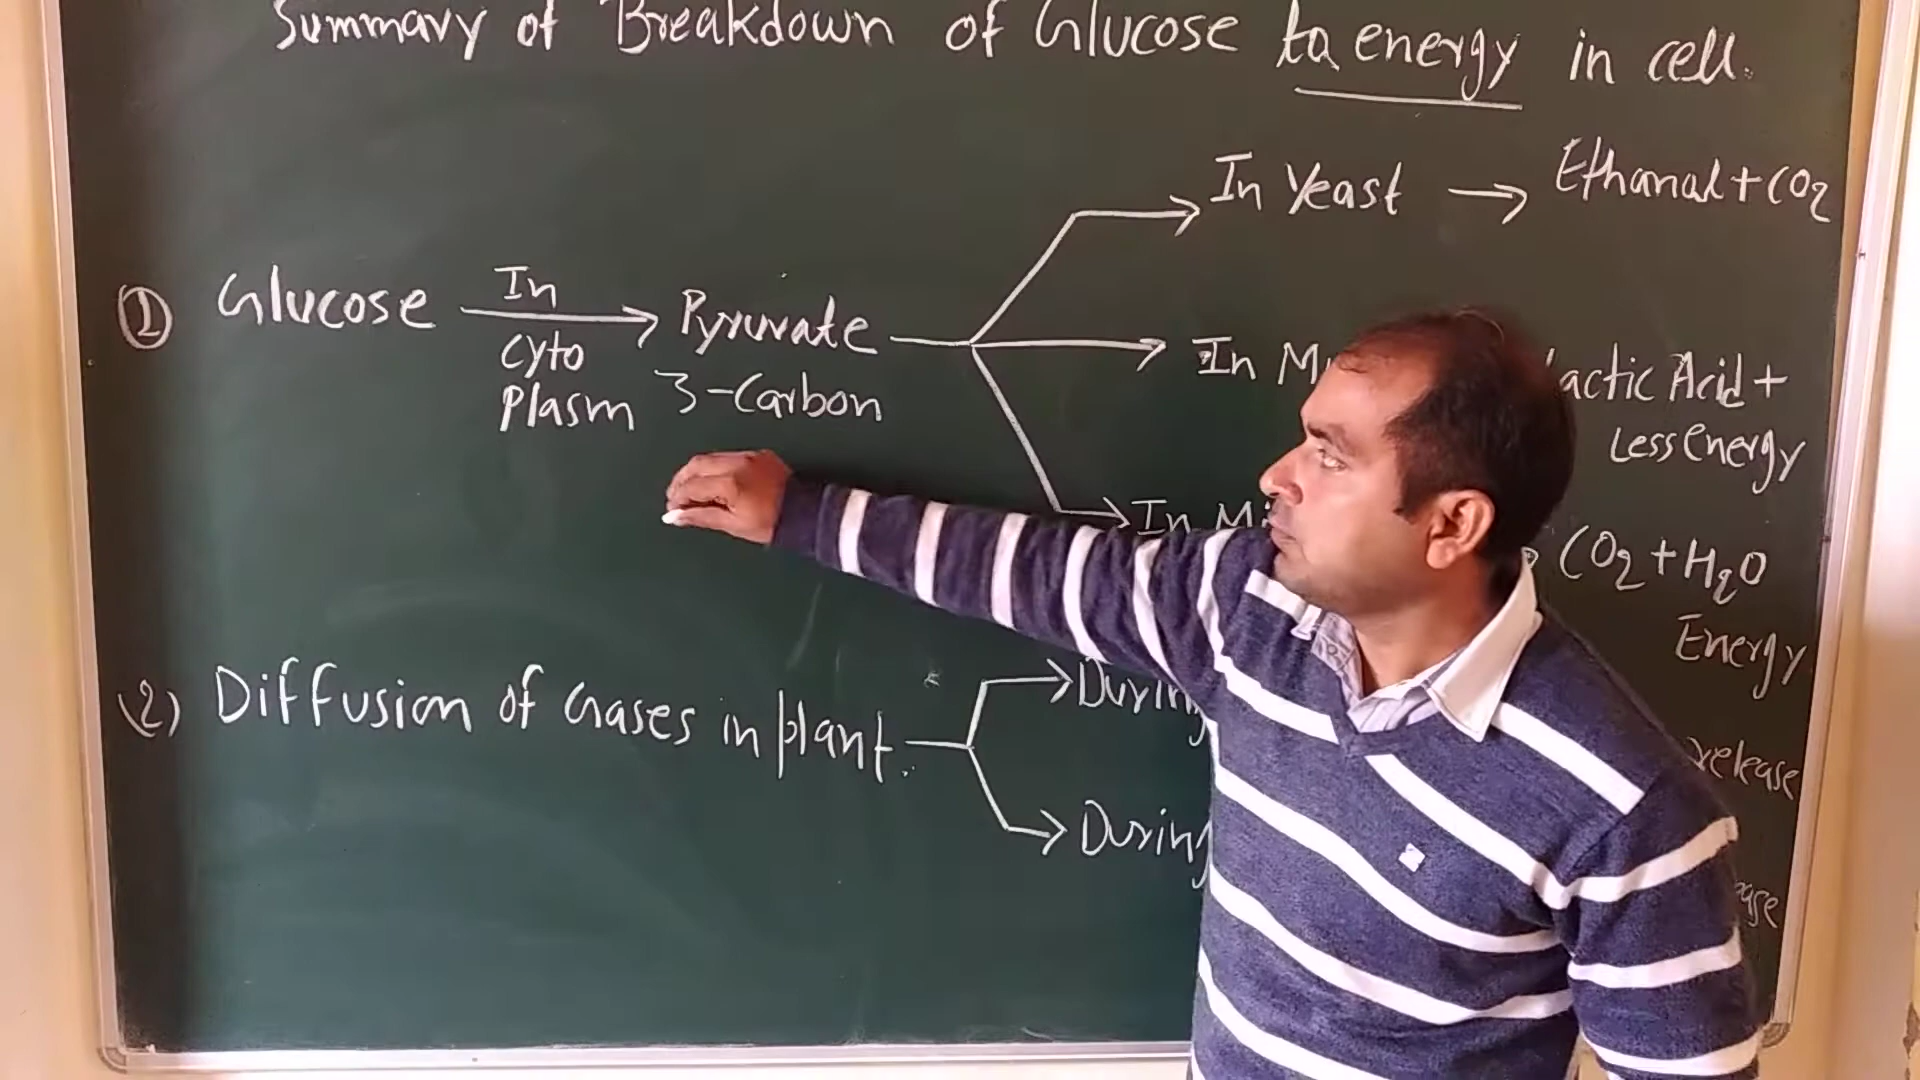 Summary of Breakdown of Glucose to energy in cell.
① Glucose In Cyto Plasm → Pyruvate 3-Carbon
In Yeast → Ethanol + CO2
In Lactic Acid +
Less energy
In CO2 + H2O
Energy
(2) Diffusion of Gases in plant.
During release
During